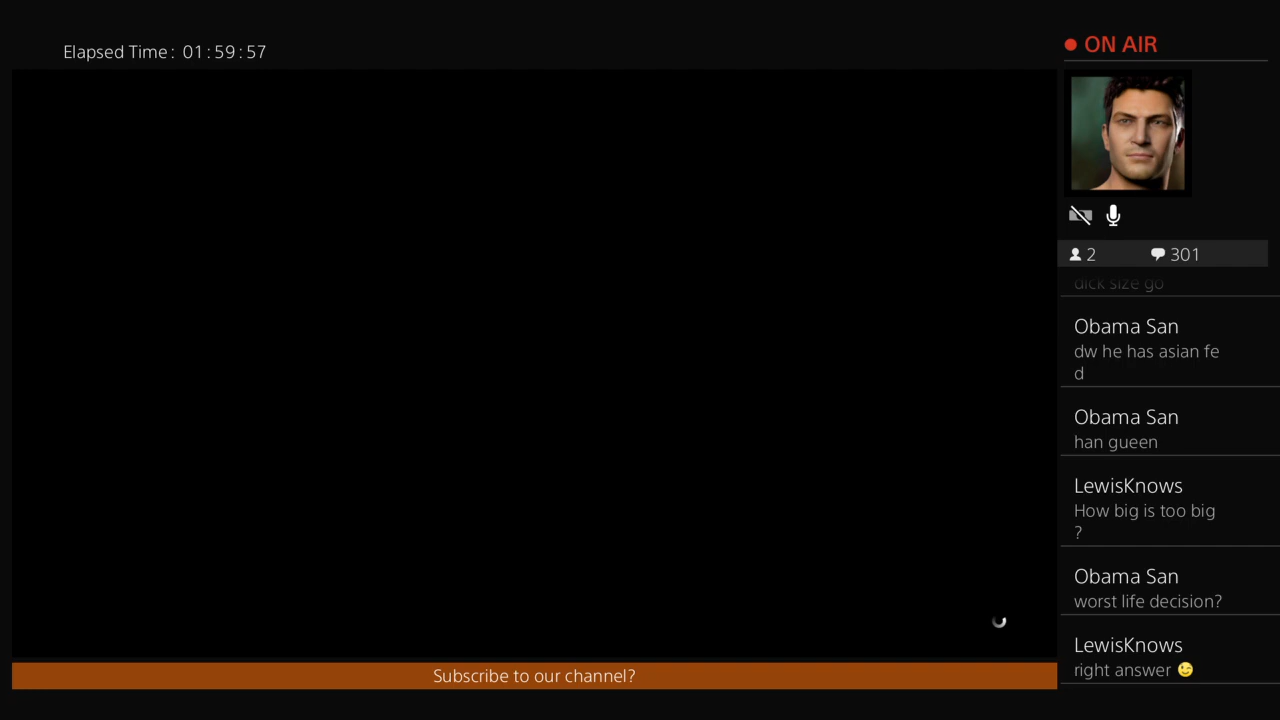 Elapsed Time: 01:59:57
ON AIR
2 301
dick size go
Obama San
dw he has asian fe
d
Obama San
han gueen
LewisKnows
How big is too big
?
Obama San
worst life decision?
LewisKnows
right answer 😉
Subscribe to our channel?